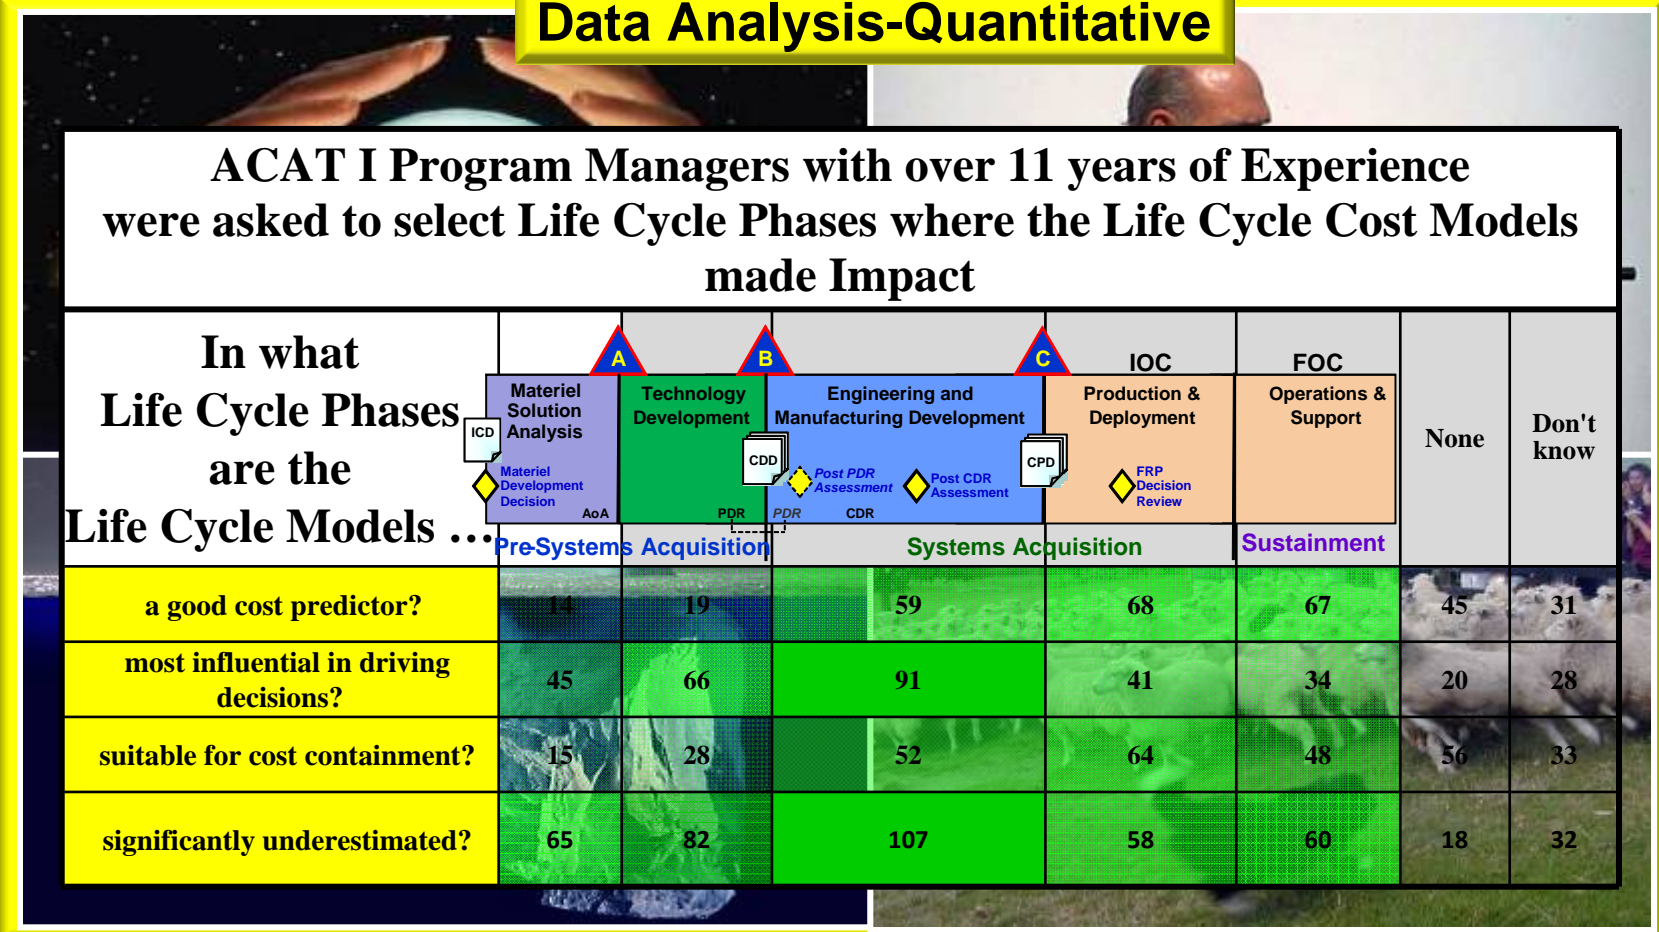 Data Analysis-Quantitative
ACAT I Program Managers with over 11 years of Experience
were asked to select Life Cycle Phases where the Life Cycle Cost Models
made Impact
In what
Life Cycle Phases
are the
Life Cycle Models …
A
B
C
IOC
FOC
Materiel
Solution
Analysis
Technology
Development
Engineering and
Manufacturing Development
Production &
Deployment
Operations &
Support
None
Don't
know
ICD
CDD
CPD
Materiel
Development
Decision
Post PDR
Assessment
Post CDR
Assessment
FRP
Decision
Review
AoA
PDR
PDR
CDR
Pre-Systems Acquisition
Systems Acquisition
Sustainment
a good cost predictor? 14 19 59 68 67 45 31
most influential in driving
decisions? 45 66 91 41 34 20 28
suitable for cost containment? 15 28 52 64 48 56 33
significantly underestimated? 65 82 107 58 60 18 32